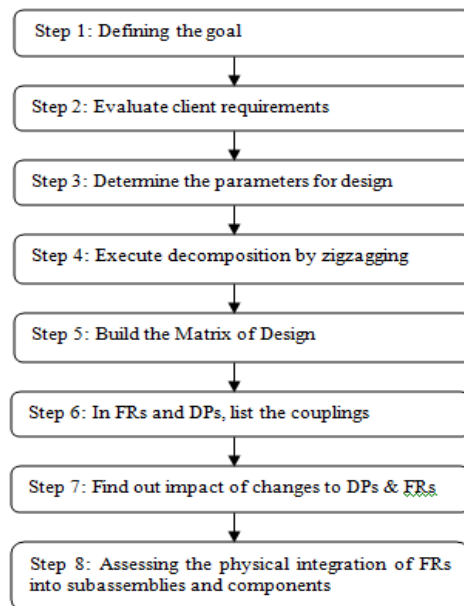 Step 1: Defining the goal
Step 2: Evaluate client requirements
Step 3: Determine the parameters for design
Step 4: Execute decomposition by zigzagging
Step 5: Build the Matrix of Design
Step 6: In FRs and DPs, list the couplings
Step 7: Find out impact of changes to DPs & FRs
Step 8: Assessing the physical integration of FRs
into subassemblies and components